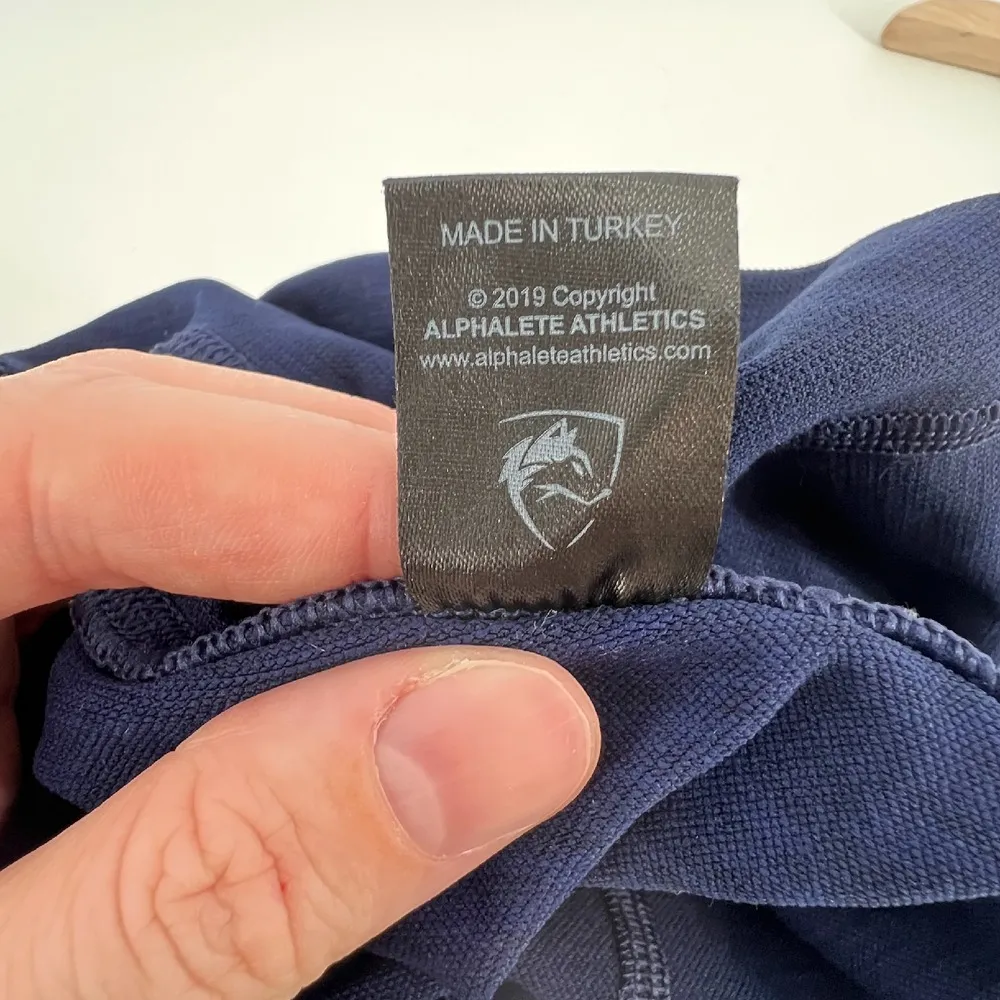 MADE IN TURKEY
© 2019 Copyright
ALPHALETE ATHLETICS
www.alphaleteathletics.com